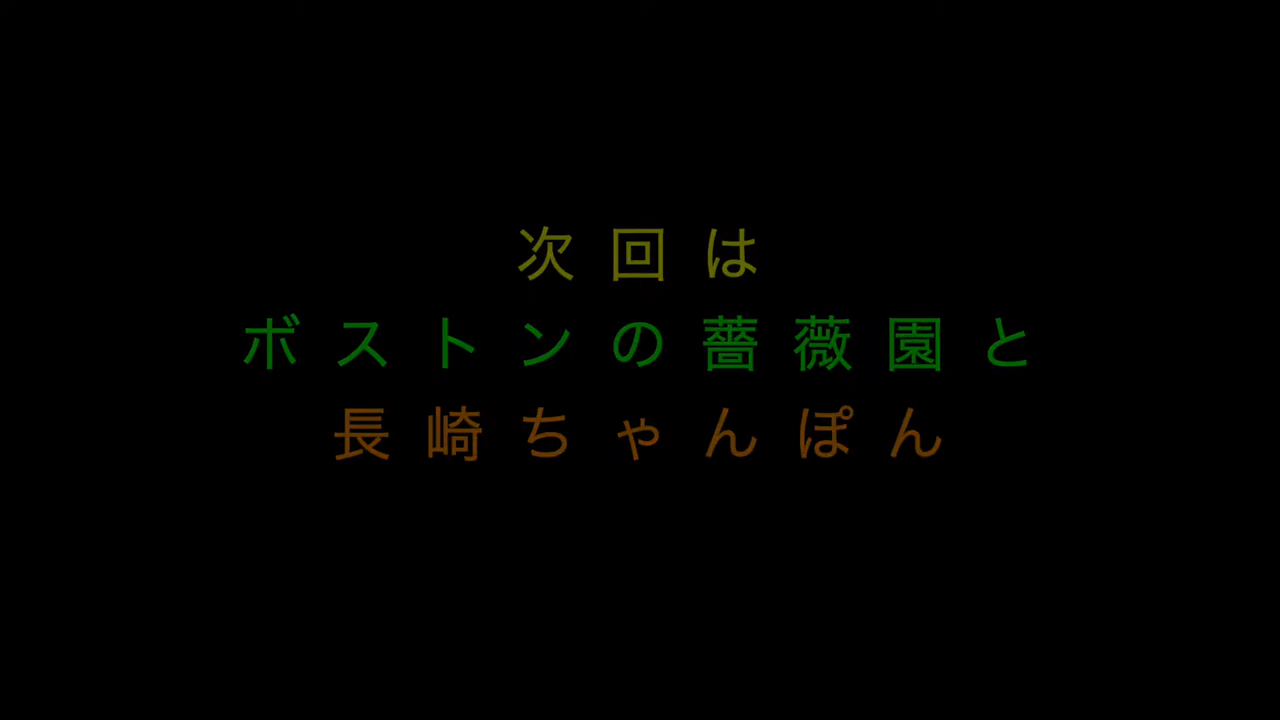 次回は
ボストンの薔薇園と
長崎ちゃんぽん